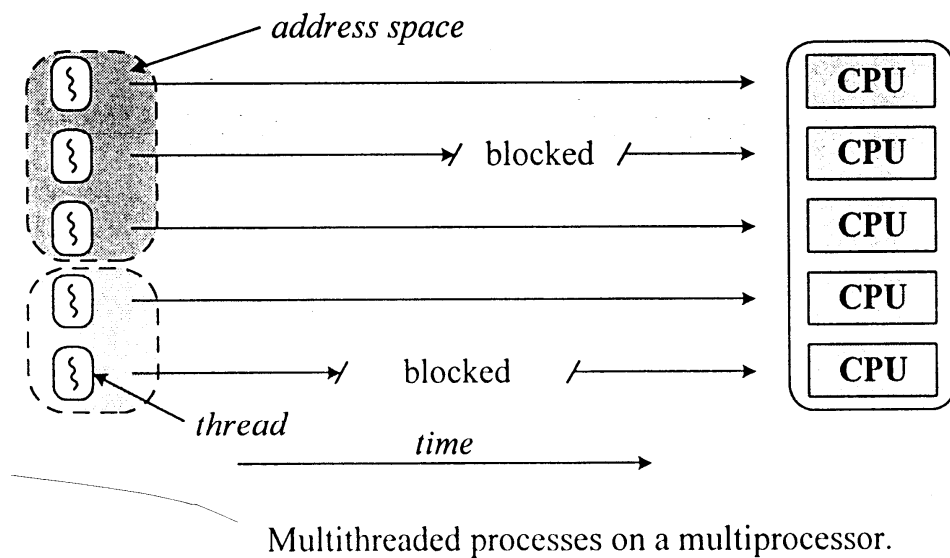 address space
CPU
blocked
CPU
CPU
CPU
blocked
CPU
thread
time
Multithreaded processes on a multiprocessor.